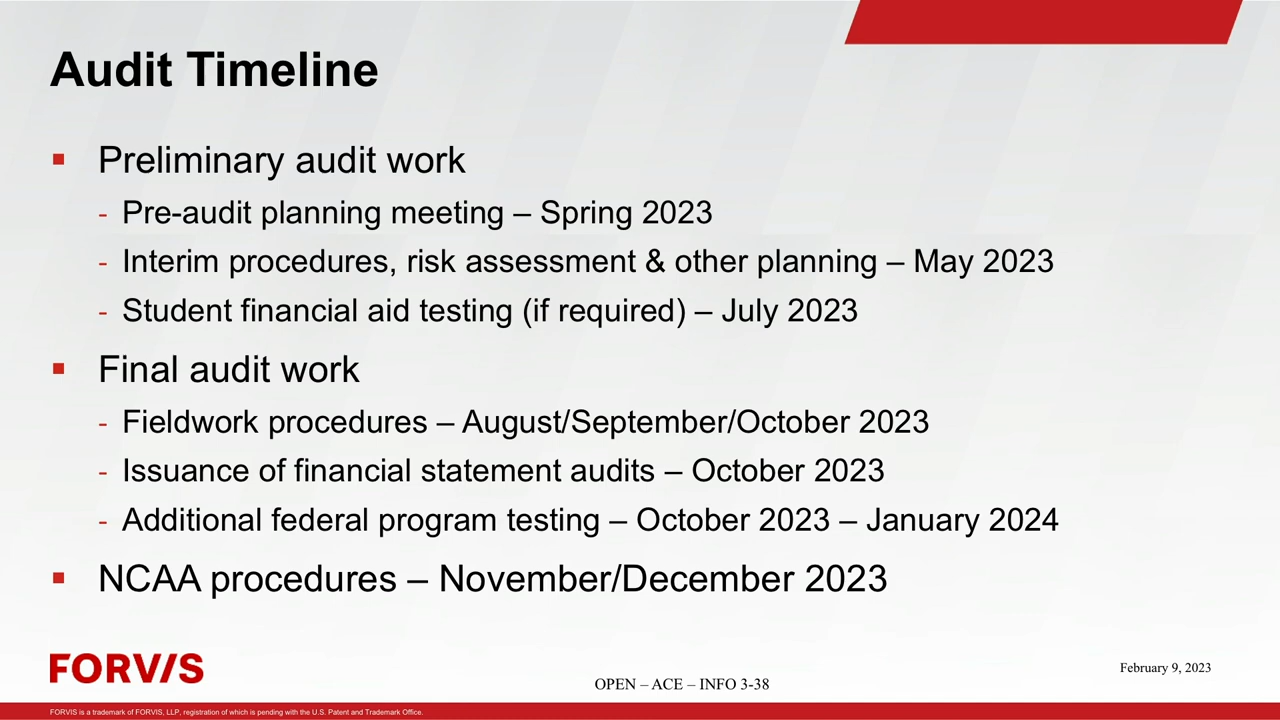 Audit Timeline
▪ Preliminary audit work
- Pre-audit planning meeting – Spring 2023
- Interim procedures, risk assessment & other planning – May 2023
- Student financial aid testing (if required) – July 2023
▪ Final audit work
- Fieldwork procedures – August/September/October 2023
- Issuance of financial statement audits – October 2023
- Additional federal program testing – October 2023 – January 2024
▪ NCAA procedures – November/December 2023
FORVIS
February 9, 2023
OPEN – ACE – INFO 3-38
FORVIS is a trademark of FORVIS, LLP, registration of which is pending with the U.S. Patent and Trademark Office.